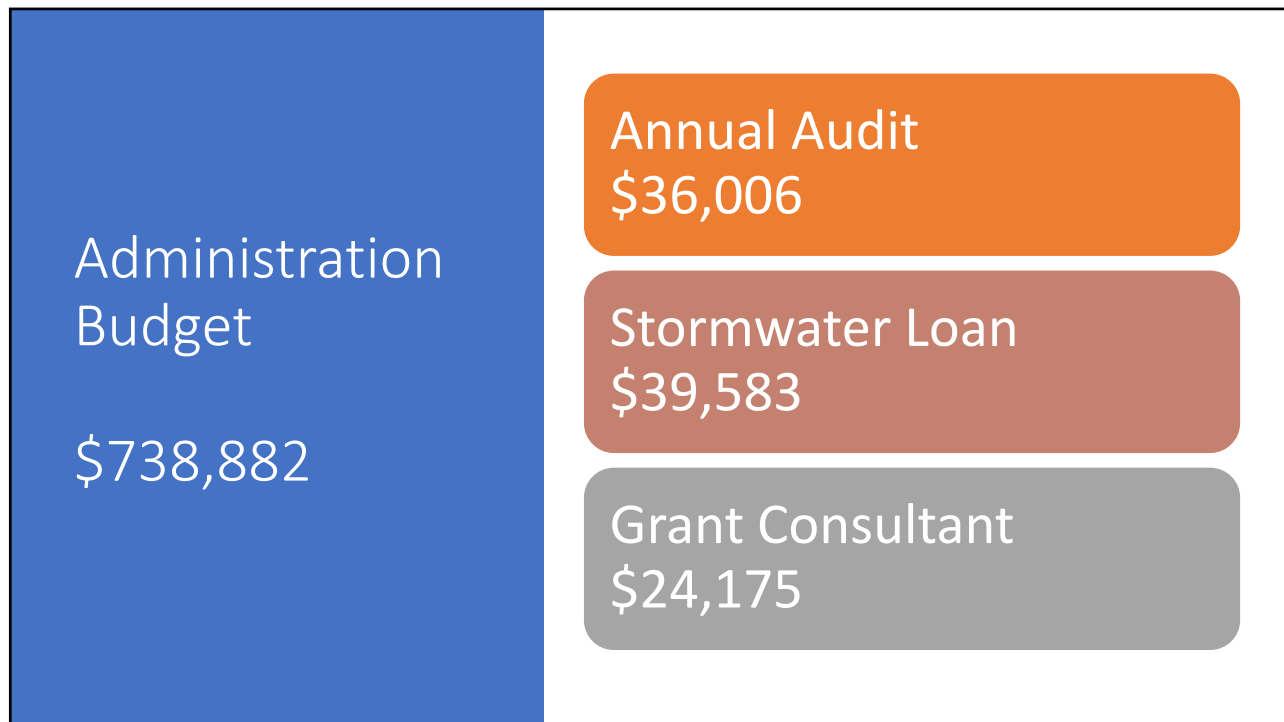 Administration
Budget
$738,882
Annual Audit
$36,006
Stormwater Loan
$39,583
Grant Consultant
$24,175